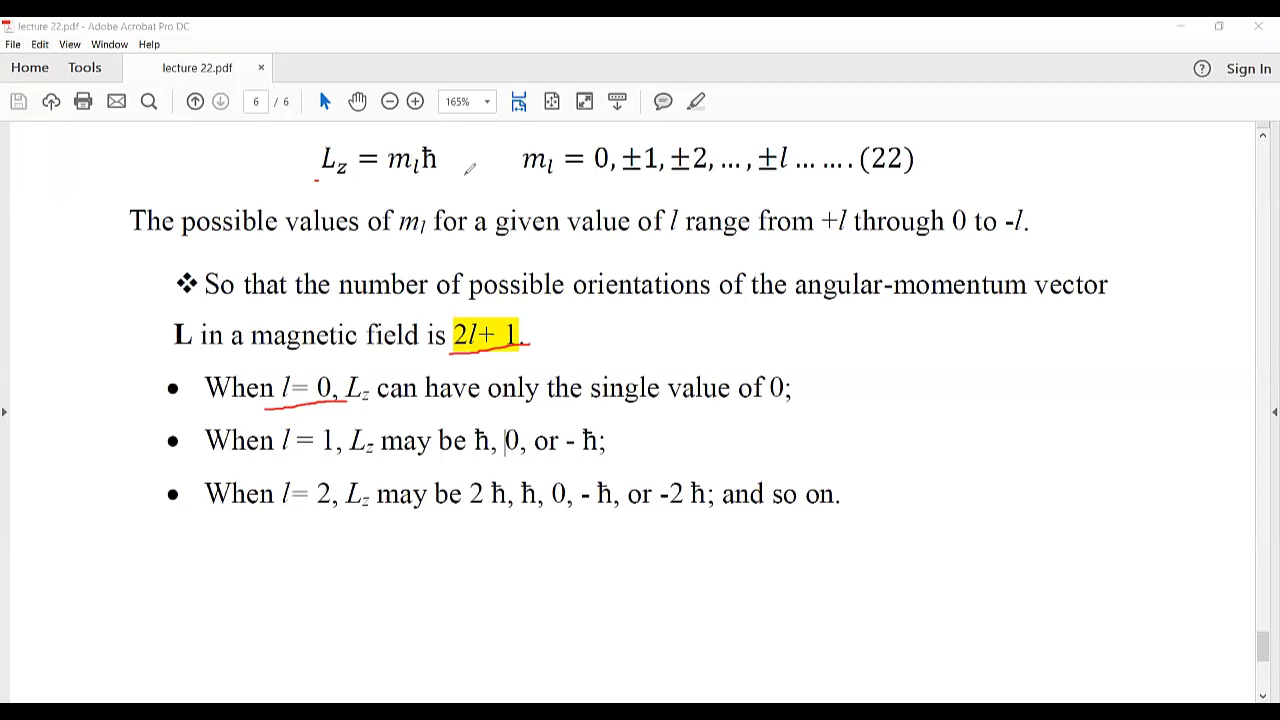 lecture 22.pdf - Adobe Acrobat Pro DC
File Edit View Window Help
Home Tools lecture 22.pdf × ? Sign In
6 / 6 165%
L_z = m_lħ m_l = 0, ±1, ±2, … , ±l … … . (22)
The possible values of m_l for a given value of l range from +l through 0 to -l.
❖ So that the number of possible orientations of the angular-momentum vector
L in a magnetic field is 2l+ 1.
• When l= 0, L_z can have only the single value of 0;
• When l = 1, L_z may be ħ, 0, or - ħ;
• When l= 2, L_z may be 2 ħ, ħ, 0, - ħ, or -2 ħ; and so on.